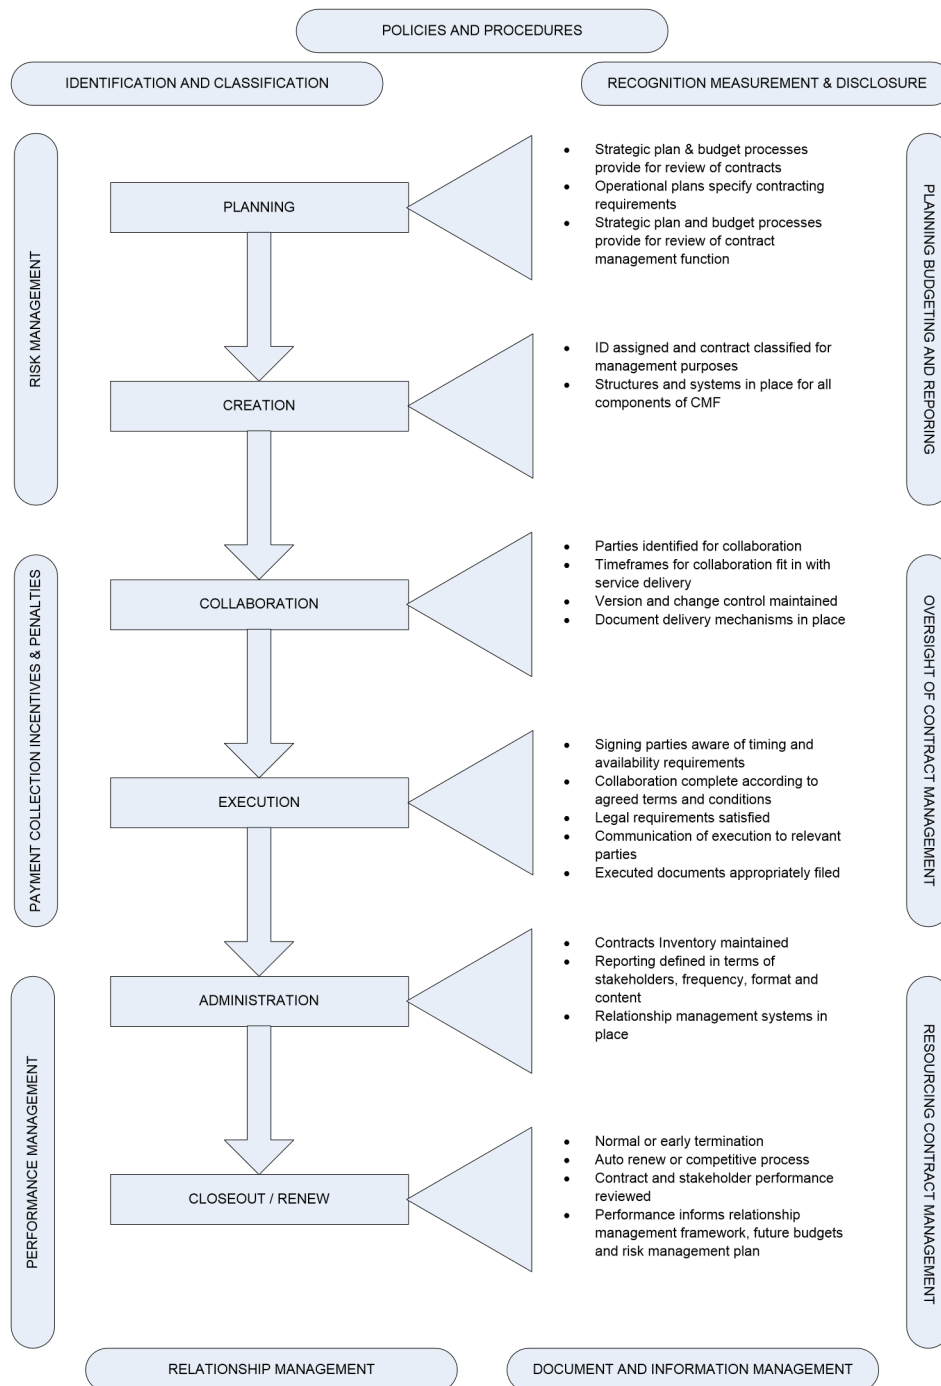 POLICIES AND PROCEDURES
IDENTIFICATION AND CLASSIFICATION
RECOGNITION MEASUREMENT & DISCLOSURE
RISK MANAGEMENT
PLANNING
• Strategic plan & budget processes
provide for review of contracts
• Operational plans specify contracting
requirements
• Strategic plan and budget processes
provide for review of contract
management function
PLANNING BUDGETING AND REPORING
CREATION
• ID assigned and contract classified for
management purposes
• Structures and systems in place for all
components of CMF
PAYMENT COLLECTION INCENTIVES & PENALTIES
COLLABORATION
• Parties identified for collaboration
• Timeframes for collaboration fit in with
service delivery
• Version and change control maintained
• Document delivery mechanisms in place
OVERSIGHT OF CONTRACT MANAGEMENT
EXECUTION
• Signing parties aware of timing and
availability requirements
• Collaboration complete according to
agreed terms and conditions
• Legal requirements satisfied
• Communication of execution to relevant
parties
• Executed documents appropriately filed
PERFORMANCE MANAGEMENT
ADMINISTRATION
• Contracts Inventory maintained
• Reporting defined in terms of
stakeholders, frequency, format and
content
• Relationship management systems in
place
RESOURCING CONTRACT MANAGEMENT
CLOSEOUT / RENEW
• Normal or early termination
• Auto renew or competitive process
• Contract and stakeholder performance
reviewed
• Performance informs relationship
management framework, future budgets
and risk management plan
RELATIONSHIP MANAGEMENT
DOCUMENT AND INFORMATION MANAGEMENT